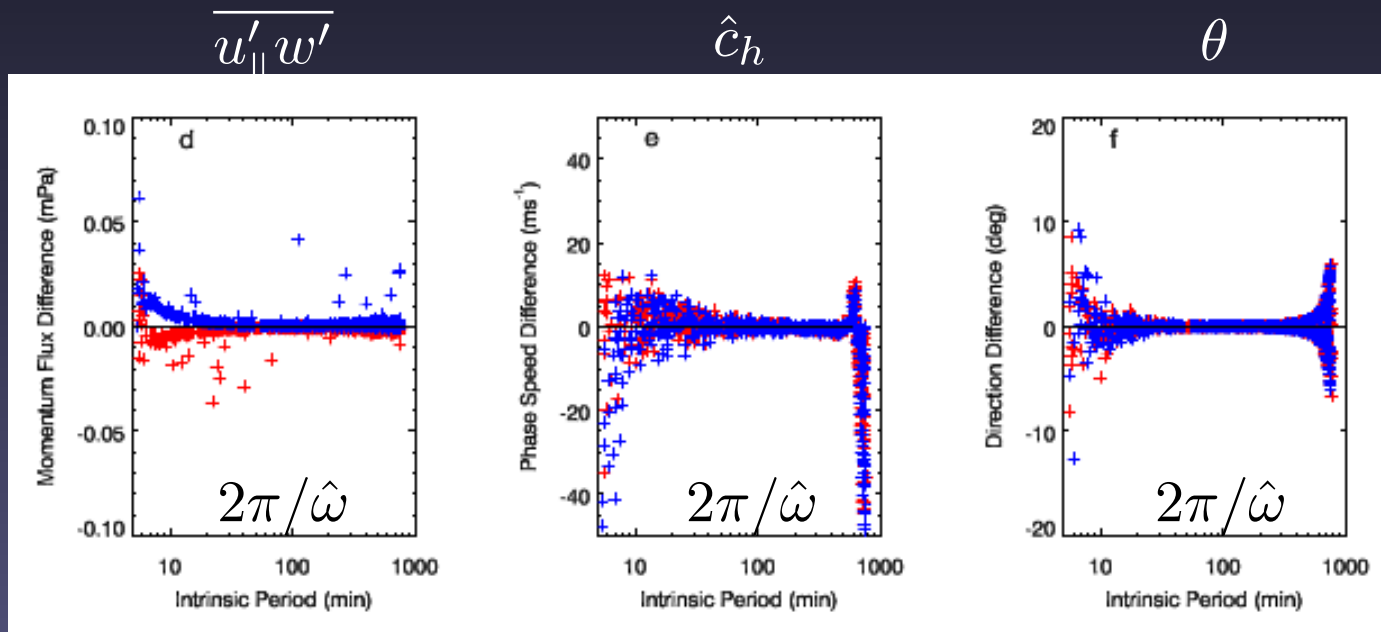 $\overline{u'_{||}w'}$
$\hat{c}_h$
$\theta$
d
Momentum Flux Difference (mPa)
0.10
0.05
0.00
-0.05
-0.10
$2\pi/\hat{\omega}$
10 100 1000
Intrinsic Period (min)
e
Phase Speed Difference (ms$^{-1}$)
40
20
0
-20
-40
$2\pi/\hat{\omega}$
10 100 1000
Intrinsic Period (min)
f
Direction Difference (deg)
20
10
0
-10
-20
$2\pi/\hat{\omega}$
10 100 1000
Intrinsic Period (min)